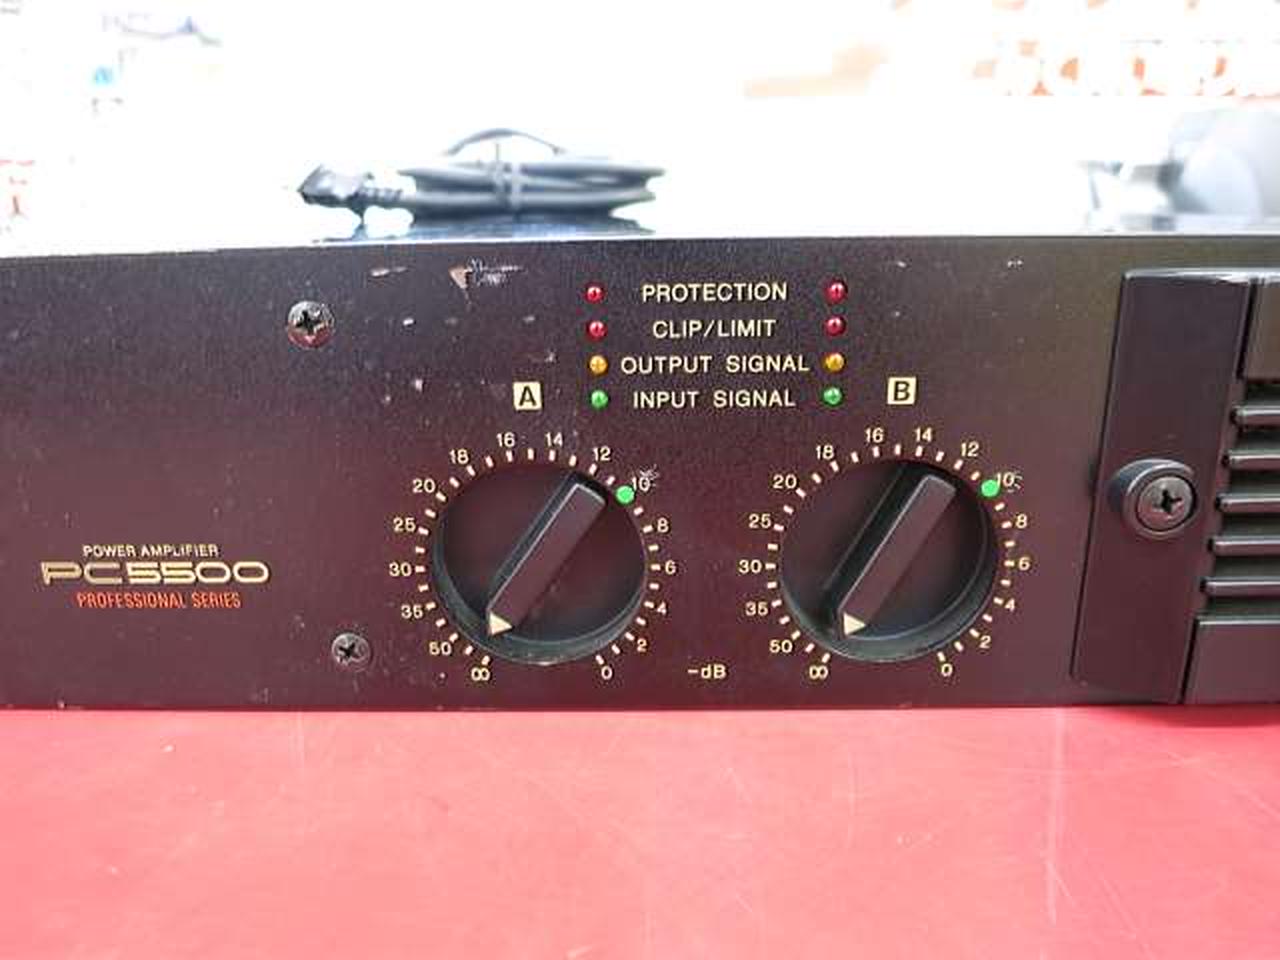 PROTECTION
CLIP/LIMIT
OUTPUT SIGNAL
INPUT SIGNAL
A
B
16 14
18 12
20 10
25 8
30 6
35 4
50 2
∞ 0
-dB
16 14
18 12
20 10
25 8
30 6
35 4
50 2
∞ 0
POWER AMPLIFIER
PC5500
PROFESSIONAL SERIES